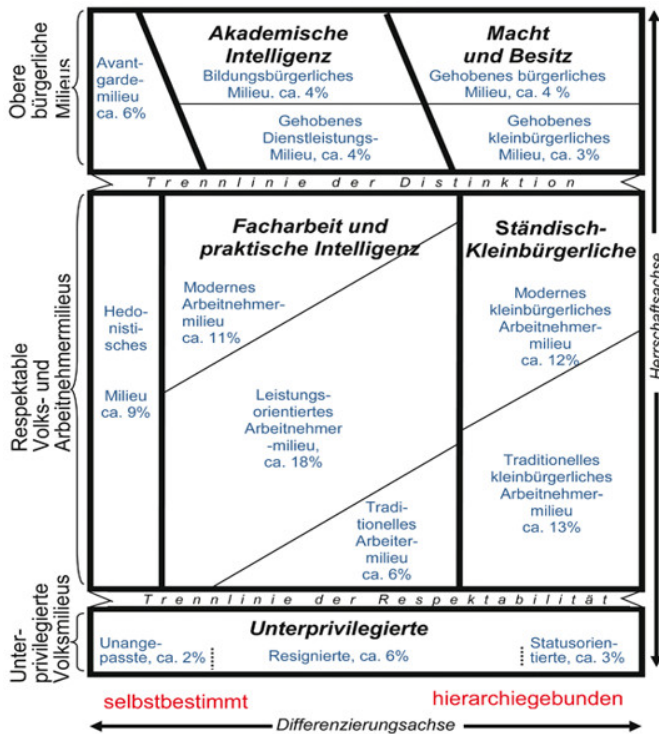 Obere
bürgerliche
Milieus
Avant-
garde-
milieu
ca. 6%
Akademische
Intelligenz
Bildungsbürgerliches
Milieu. ca. 4%
Gehobenes
Dienstleistungs-
Milieu, ca. 4%
Macht
und Besitz
Gehobenes bürgerliches
Milieu, ca. 4 %
Gehobenes
kleinbürgerliches
Milieu, ca. 3%
Trennlinie der Distinktion
Respektable
Volks- und
Arbeitnehmermilieus
Hedo-
nisti-
sches
Milieu
ca. 9%
Facharbeit und
praktische Intelligenz
Modernes
Arbeitnehmer-
milieu
ca. 11%
Leistungs-
orientiertes
Arbeitnehmer
-milieu,
ca. 18%
Tradi-
tionelles
Arbeiter-
milieu
ca. 6%
Ständisch-
Kleinbürgerliche
Modernes
kleinbürgerliches
Arbeitnehmer-
milieu
ca. 12%
Traditionelles
kleinbürgerliches
Arbeitnehmer-
milieu
ca. 13%
Trennlinie der Respektabilität
Unter-
privilegierte
Volksmilieus
Unterprivilegierte
Unange-
passte, ca. 2%
Resignierte, ca. 6%
Statusorien-
tierte, ca. 3%
Herrschaftsachse
selbstbestimmt
hierarchiegebunden
Differenzierungsachse